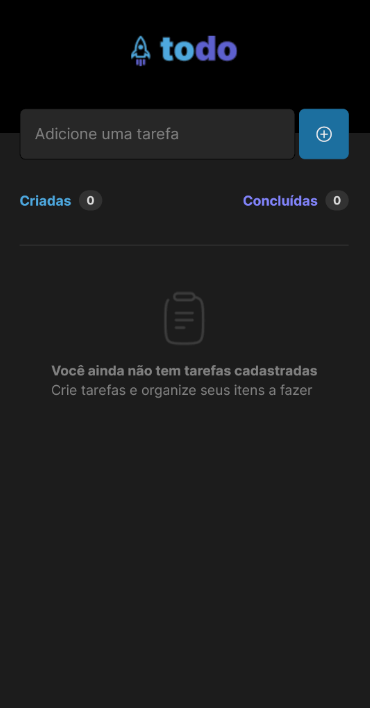 todo
Adicione uma tarefa
Criadas 0
Concluídas 0
Você ainda não tem tarefas cadastradas
Crie tarefas e organize seus itens a fazer